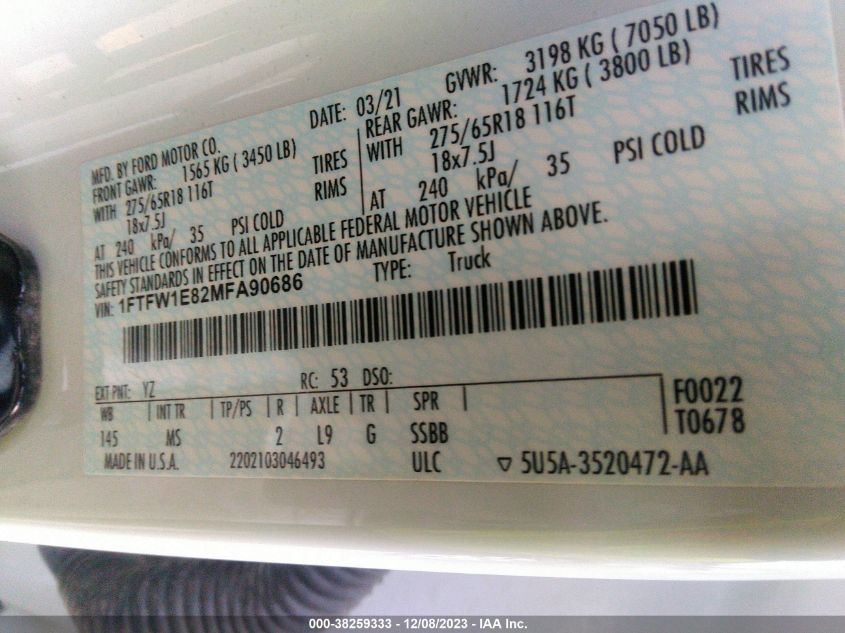 MFD. BY FORD MOTOR CO. DATE: 03/21 GVWR: 3198 KG ( 7050 LB)
FRONT GAWR: 1565 KG ( 3450 LB) REAR GAWR: 1724 KG ( 3800 LB)
WITH 275/65R18 116T TIRES WITH 275/65R18 116T TIRES
18x7.5J RIMS 18x7.5J RIMS
AT 240 kPa/ 35 PSI COLD AT 240 kPa/ 35 PSI COLD
THIS VEHICLE CONFORMS TO ALL APPLICABLE FEDERAL MOTOR VEHICLE
SAFETY STANDARDS IN EFFECT ON THE DATE OF MANUFACTURE SHOWN ABOVE.
VIN: 1FTFW1E82MFA90686 TYPE: Truck
EXT PNT: YZ RC: 53 DSO:
WB | INT TR | TP/PS | R | AXLE | TR | SPR | F0022
145 MS 2 L9 G SSBB T0678
MADE IN U.S.A. 2202103046493 ULC ▽ 5U5A-3520472-AA
000-38259333 - 12/08/2023 - IAA Inc.